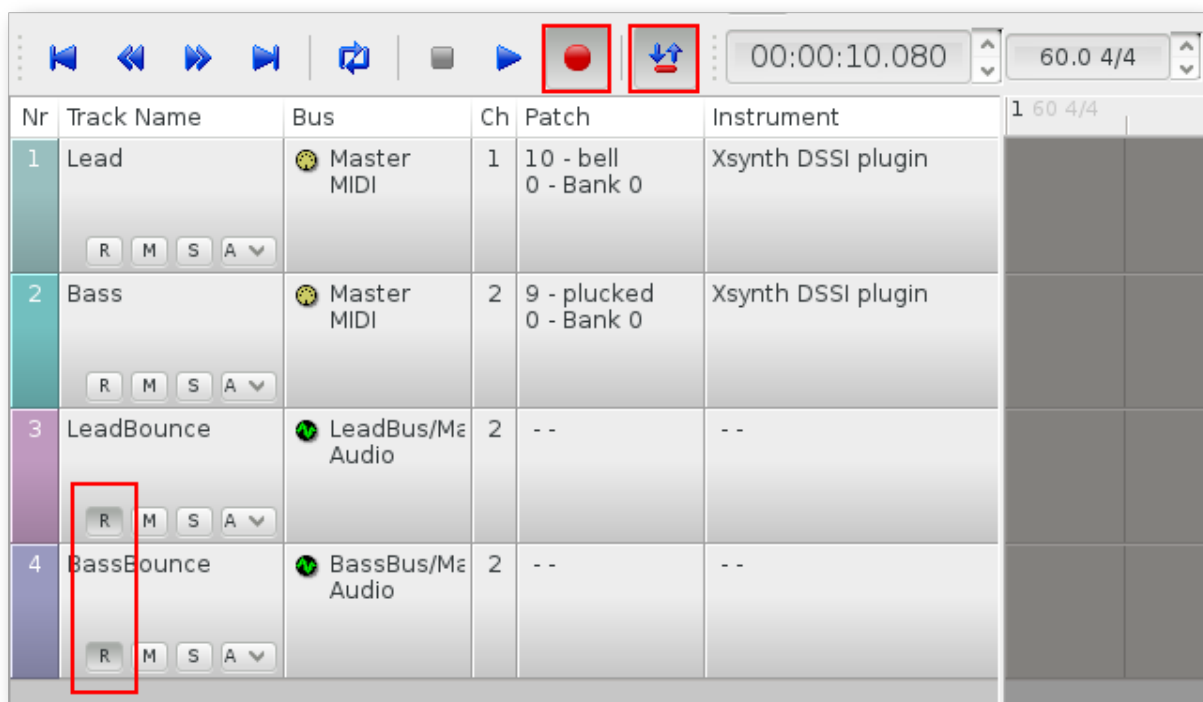 00:00:10.080 60.0 4/4
Nr Track Name Bus Ch Patch Instrument 1 60 4/4
1 Lead Master 1 10 - bell Xsynth DSSI plugin
MIDI 0 - Bank 0
R M S A
2 Bass Master 2 9 - plucked Xsynth DSSI plugin
MIDI 0 - Bank 0
R M S A
3 LeadBounce LeadBus/Ma 2 - - - -
Audio
R M S A
4 BassBounce BassBus/Ma 2 - - - -
Audio
R M S A